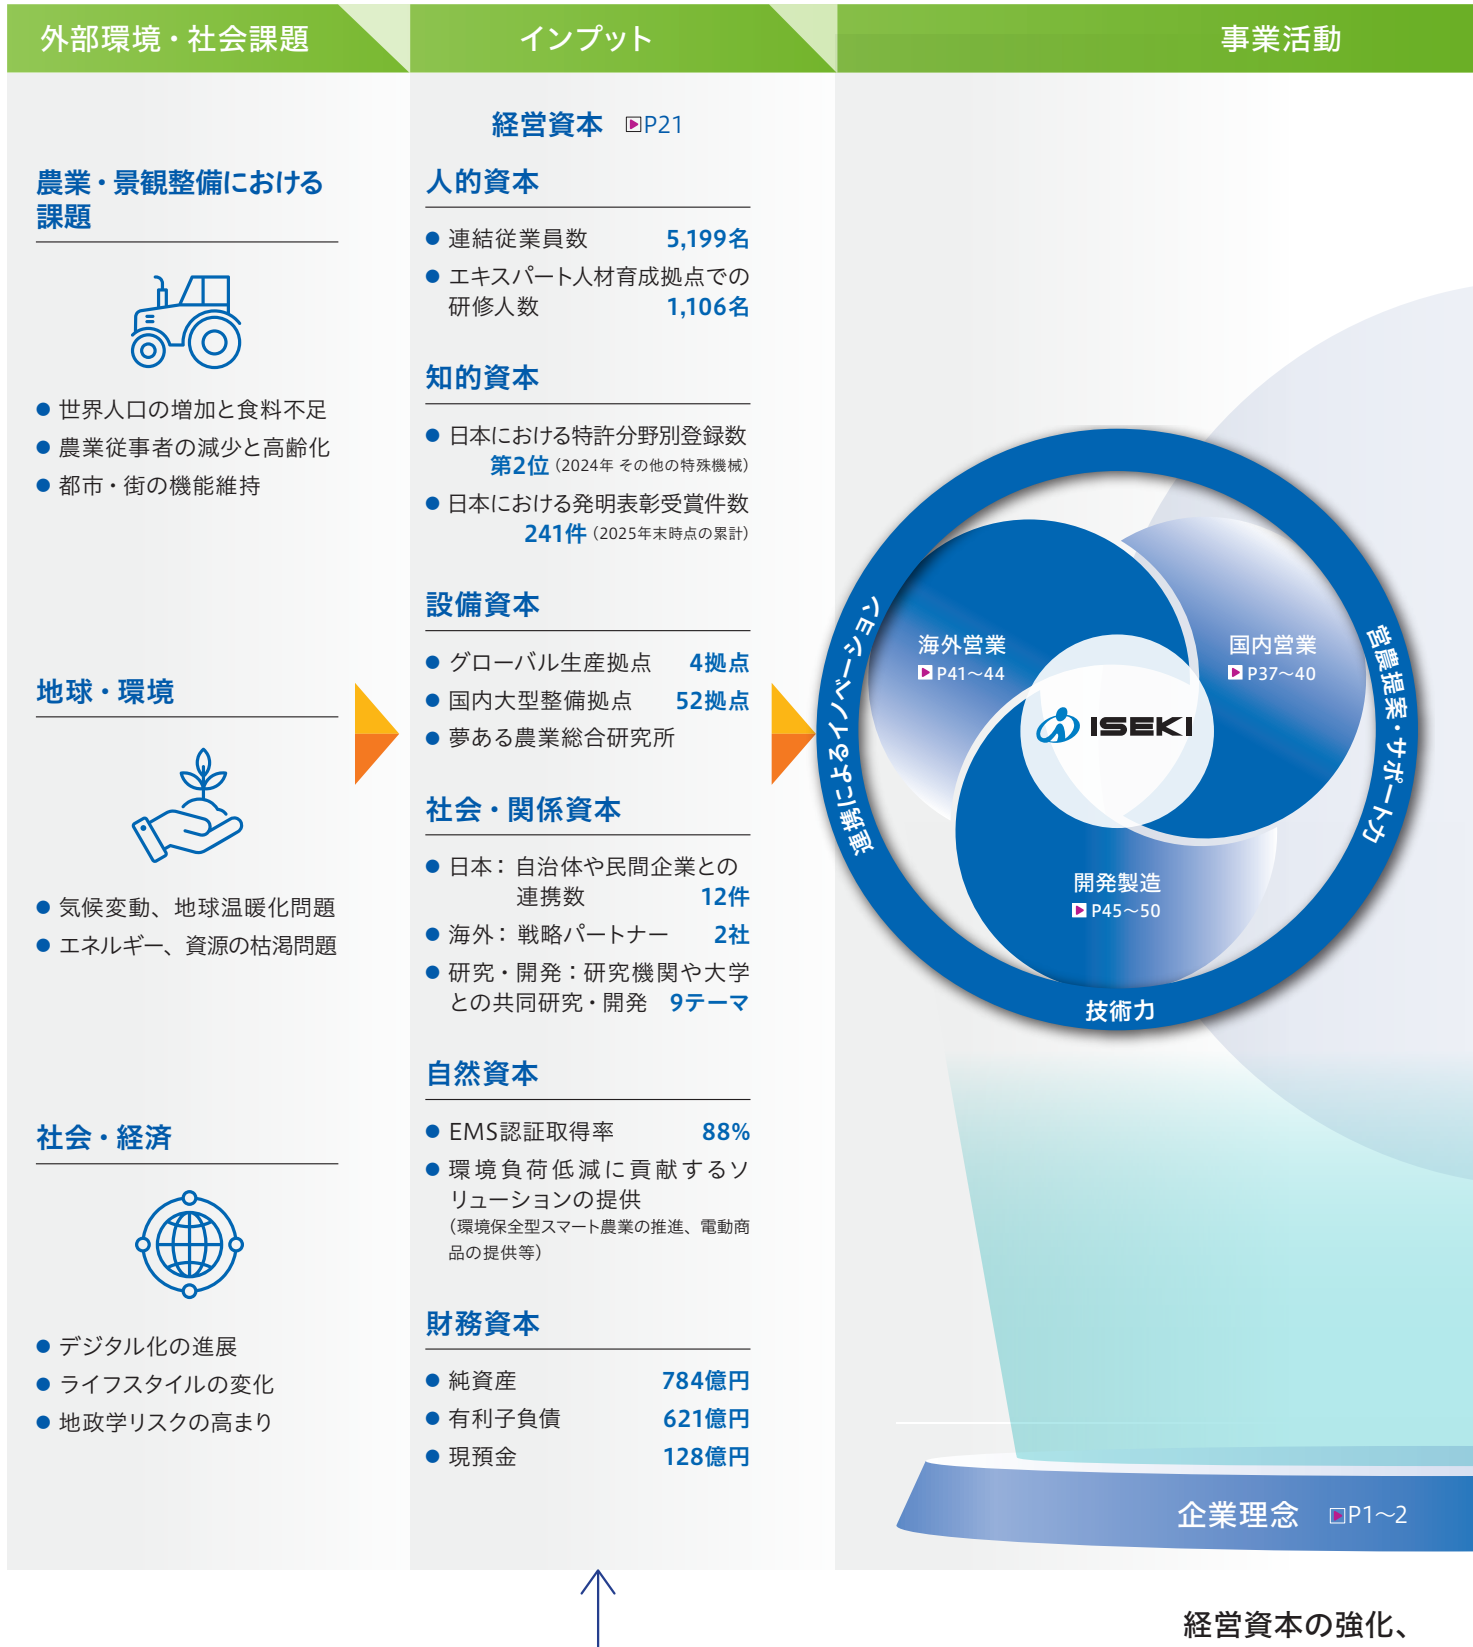 外部環境・社会課題
インプット
事業活動
農業・景観整備における
課題
世界人口の増加と食料不足
農業従事者の減少と高齢化
都市・街の機能維持
地球・環境
気候変動、地球温暖化問題
エネルギー、資源の枯渇問題
社会・経済
デジタル化の進展
ライフスタイルの変化
地政学リスクの高まり
経営資本 P21
人的資本
連結従業員数 5,199名
エキスパート人材育成拠点での
研修人数 1,106名
知的資本
日本における特許分野別登録数
第2位（2024年 その他の特殊機械）
日本における発明表彰受賞件数
241件（2025年末時点の累計）
設備資本
グローバル生産拠点 4拠点
国内大型整備拠点 52拠点
夢ある農業総合研究所
社会・関係資本
日本：自治体や民間企業との
連携数 12件
海外：戦略パートナー 2社
研究・開発：研究機関や大学
との共同研究・開発 9テーマ
自然資本
EMS認証取得率 88%
環境負荷低減に貢献するソ
リューションの提供
（環境保全型スマート農業の推進、電動商
品の提供等）
財務資本
純資産 784億円
有利子負債 621億円
現預金 128億円
連携によるイノベーション
営農提案・サポート力
技術力
海外営業
P41～44
国内営業
P37～40
ISEKI
開発製造
P45～50
企業理念 P1～2
経営資本の強化、